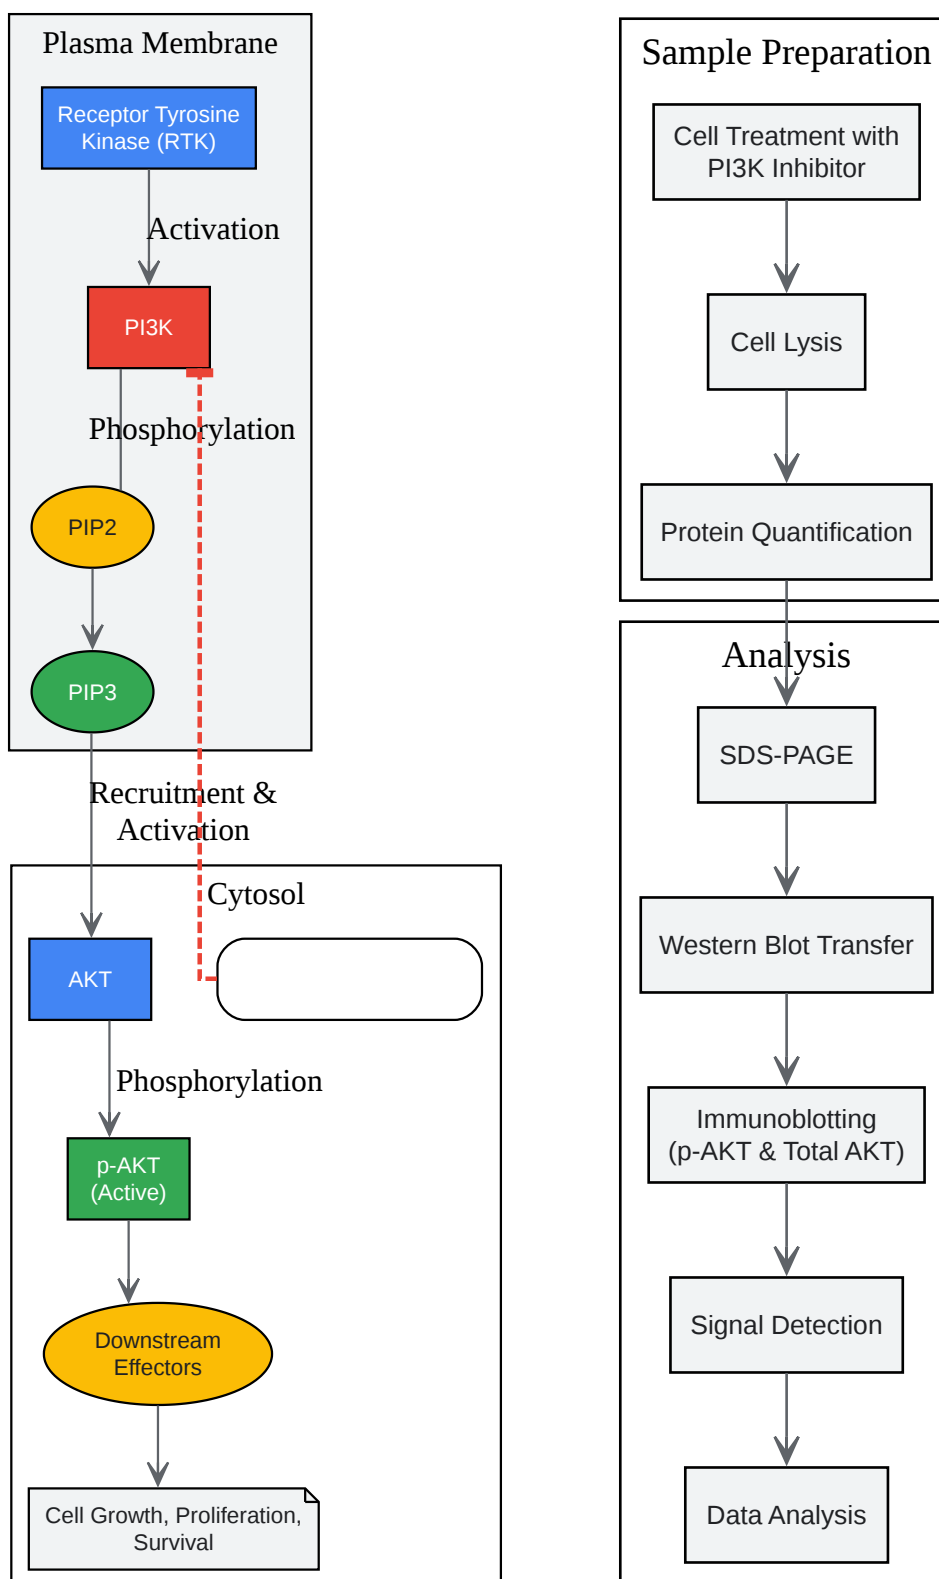 Plasma Membrane
Receptor Tyrosine
Kinase (RTK)
Activation
PI3K
Phosphorylation
PIP2
PIP3
Recruitment &
Activation
Cytosol
AKT
Phosphorylation
p-AKT
(Active)
Downstream
Effectors
Cell Growth, Proliferation,
Survival
Sample Preparation
Cell Treatment with
PI3K Inhibitor
Cell Lysis
Protein Quantification
Analysis
SDS-PAGE
Western Blot Transfer
Immunoblotting
(p-AKT & Total AKT)
Signal Detection
Data Analysis